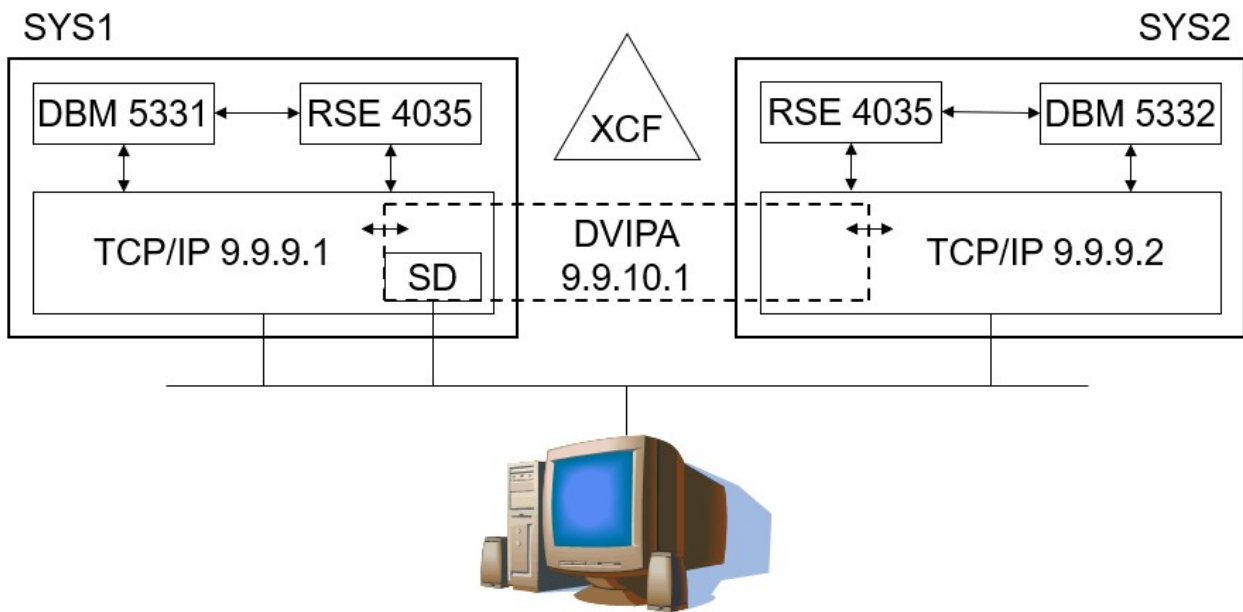 SYS1
SYS2
DBM 5331
RSE 4035
XCF
RSE 4035
DBM 5332
TCP/IP 9.9.9.1
SD
DVIPA
9.9.10.1
TCP/IP 9.9.9.2